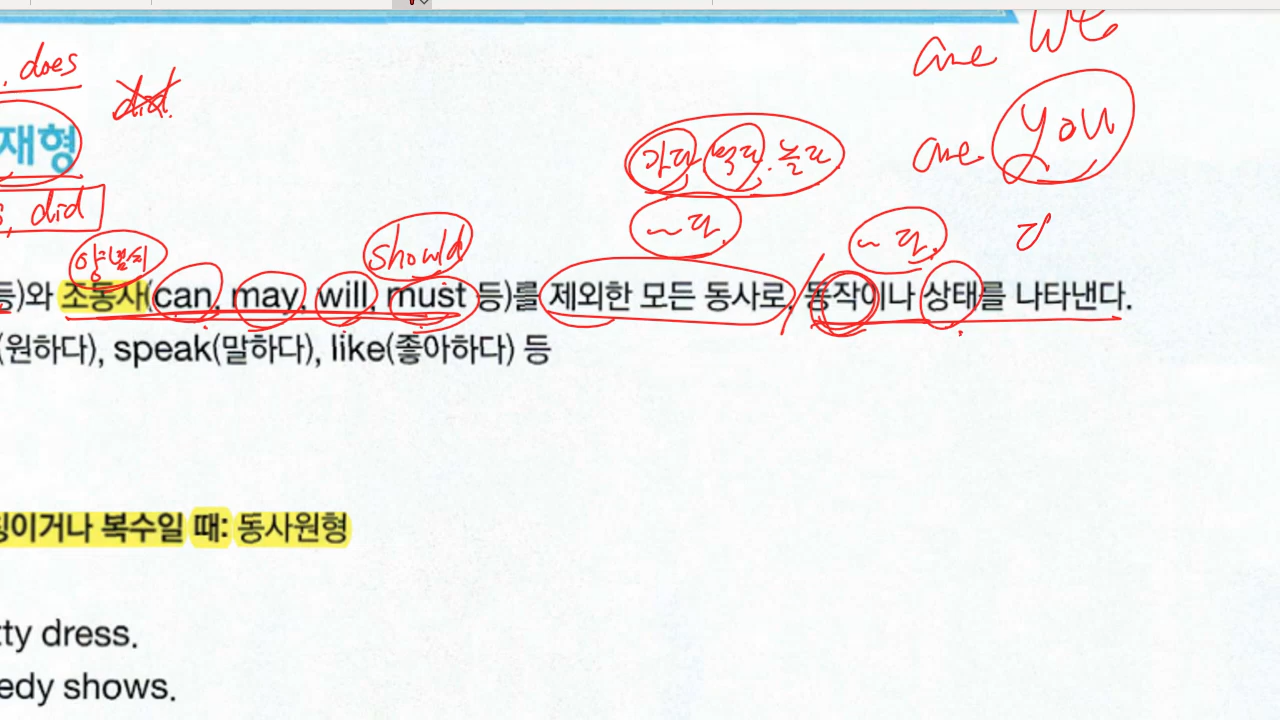 are we
does
did.
재형
are you
가다 먹다. 놀다
did
양념치
should
~다.
~다.
등)와 조동사(can, may, will, must 등)를 제외한 모든 동사로, 동작이나 상태를 나타낸다.
(원하다), speak(말하다), like(좋아하다) 등
칭이거나 복수일 때: 동사원형
tty dress.
edy shows.